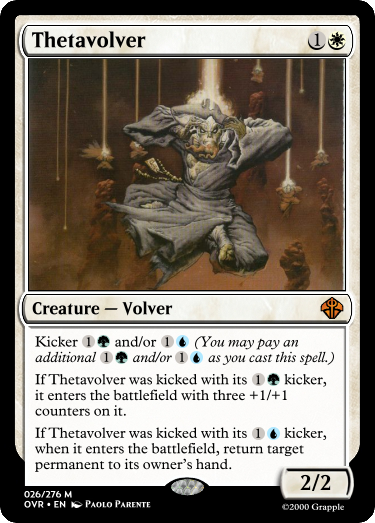 Thetavolver 1
Creature — Volver
Kicker 1 and/or 1 (You may pay an
additional 1 and/or 1 as you cast this spell.)
If Thetavolver was kicked with its 1 kicker,
it enters the battlefield with three +1/+1
counters on it.
If Thetavolver was kicked with its 1 kicker,
when it enters the battlefield, return target
permanent to its owner's hand.
2/2
026/276 M
OVR • EN Paolo Parente
©2000 Grapple